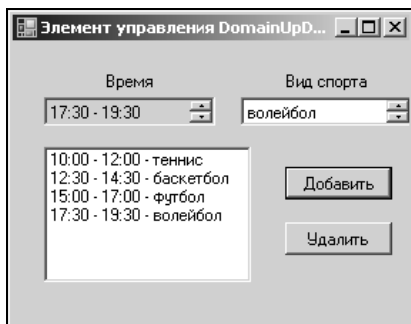 Элемент управления DomainUpD...
Время Вид спорта
17:30 - 19:30 волейбол
10:00 - 12:00 - теннис
12:30 - 14:30 - баскетбол
15:00 - 17:00 - футбол
17:30 - 19:30 - волейбол
Добавить
Удалить